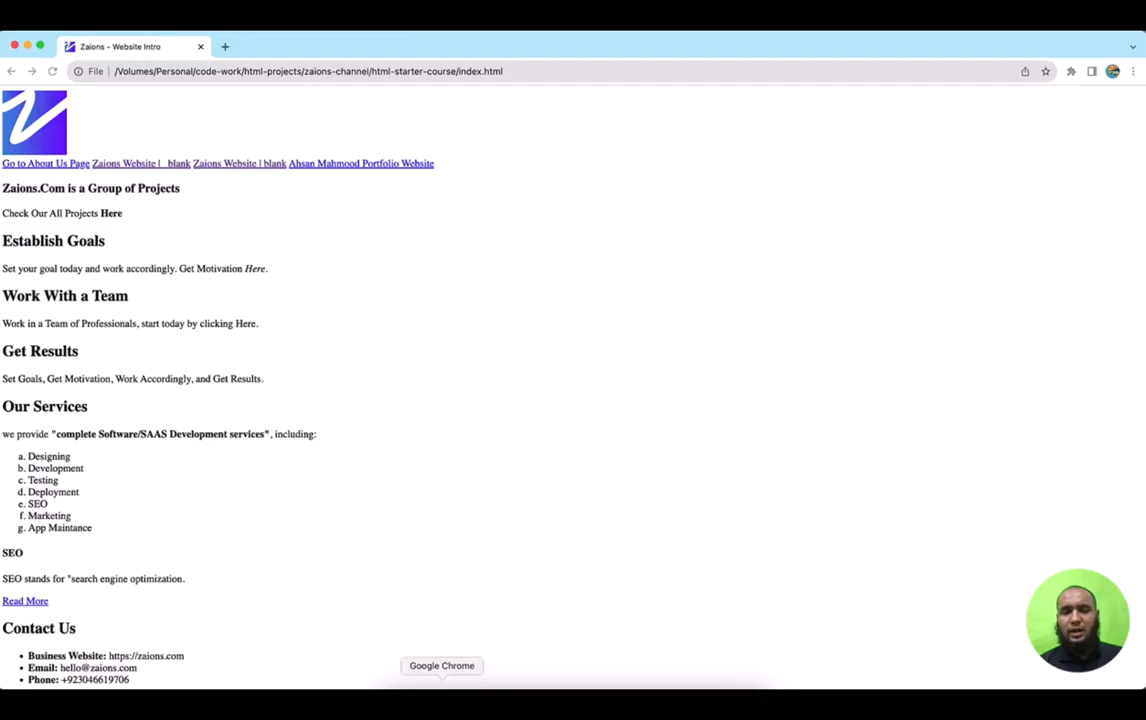 Zaions - Website Intro
File | /Volumes/Personal/code-work/html-projects/zaions-channel/html-starter-course/index.html
Go to About Us Page Zaions Website | _blank Zaions Website | blank Ahsan Mahmood Portfolio Website
Zaions.Com is a Group of Projects
Check Our All Projects Here
Establish Goals
Set your goal today and work accordingly. Get Motivation Here.
Work With a Team
Work in a Team of Professionals, start today by clicking Here.
Get Results
Set Goals, Get Motivation, Work Accordingly, and Get Results.
Our Services
we provide "complete Software/SAAS Development services", including:
a. Designing
b. Development
c. Testing
d. Deployment
e. SEO
f. Marketing
g. App Maintance
SEO
SEO stands for "search engine optimization.
Read More
Contact Us
• Business Website: https://zaions.com
• Email: hello@zaions.com
• Phone: +923046619706
Google Chrome